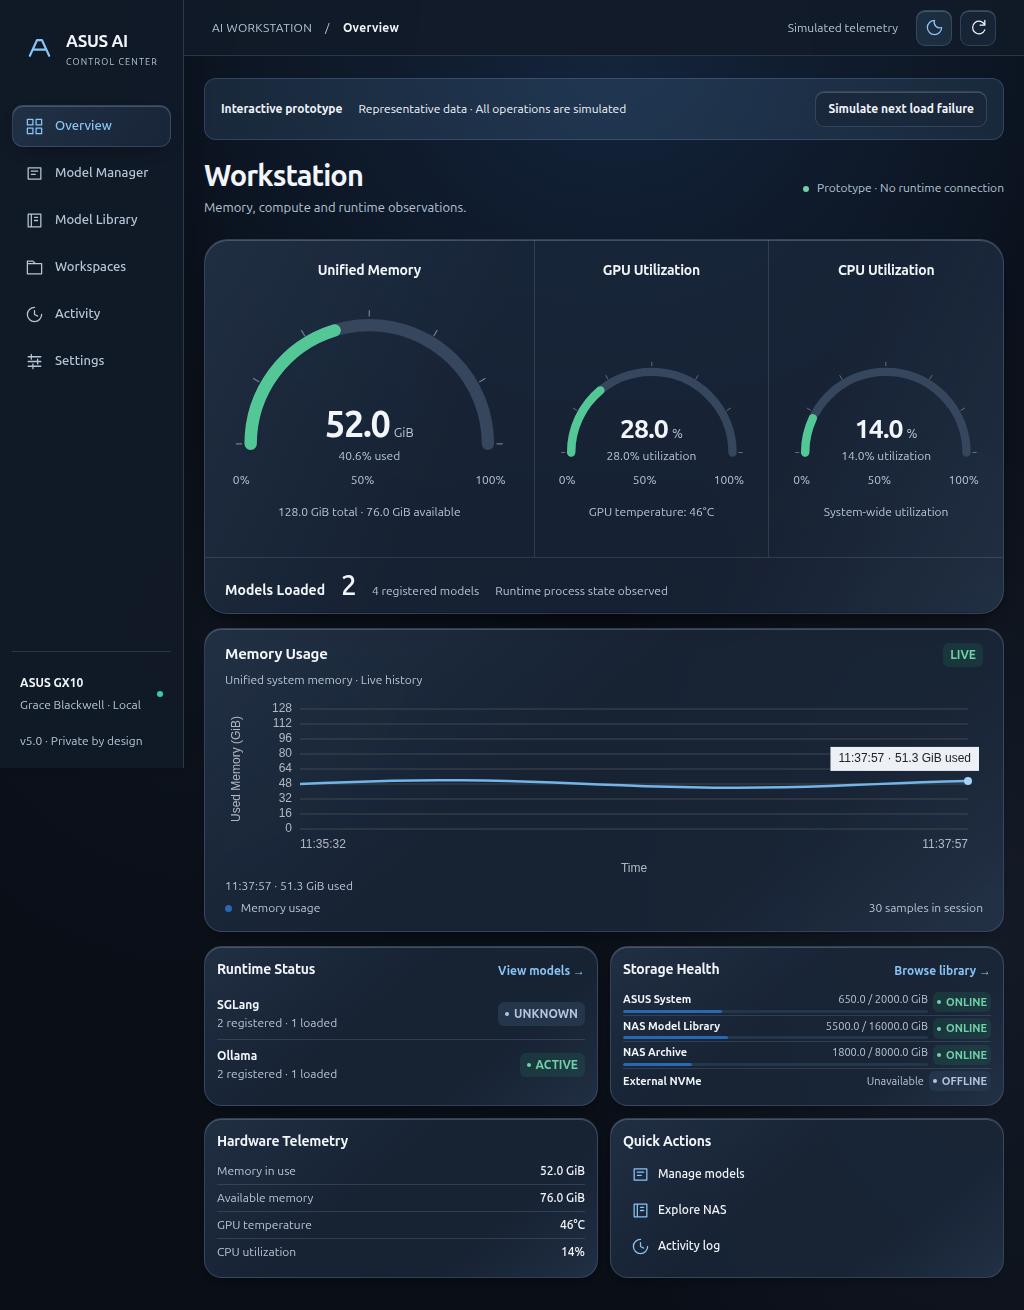 ASUS AI
CONTROL CENTER
Overview
Model Manager
Model Library
Workspaces
Activity
Settings
ASUS GX10
Grace Blackwell · Local
v5.0 · Private by design
AI WORKSTATION / Overview
Simulated telemetry
Interactive prototype Representative data · All operations are simulated
Simulate next load failure
Workstation
Memory, compute and runtime observations.
Prototype · No runtime connection
Unified Memory
52.0 GiB
40.6% used
0% 50% 100%
128.0 GiB total · 76.0 GiB available
GPU Utilization
28.0 %
28.0% utilization
0% 50% 100%
GPU temperature: 46°C
CPU Utilization
14.0 %
14.0% utilization
0% 50% 100%
System-wide utilization
Models Loaded 2 4 registered models Runtime process state observed
Memory Usage
LIVE
Unified system memory · Live history
Used Memory (GiB)
128
112
96
80
64
48
32
16
0
11:37:57 · 51.3 GiB used
11:35:32 11:37:57
Time
11:37:57 · 51.3 GiB used
Memory usage
30 samples in session
Runtime Status
View models →
SGLang
2 registered · 1 loaded
UNKNOWN
Ollama
2 registered · 1 loaded
ACTIVE
Storage Health
Browse library →
ASUS System 650.0 / 2000.0 GiB ONLINE
NAS Model Library 5500.0 / 16000.0 GiB ONLINE
NAS Archive 1800.0 / 8000.0 GiB ONLINE
External NVMe Unavailable OFFLINE
Hardware Telemetry
Memory in use 52.0 GiB
Available memory 76.0 GiB
GPU temperature 46°C
CPU utilization 14%
Quick Actions
Manage models
Explore NAS
Activity log